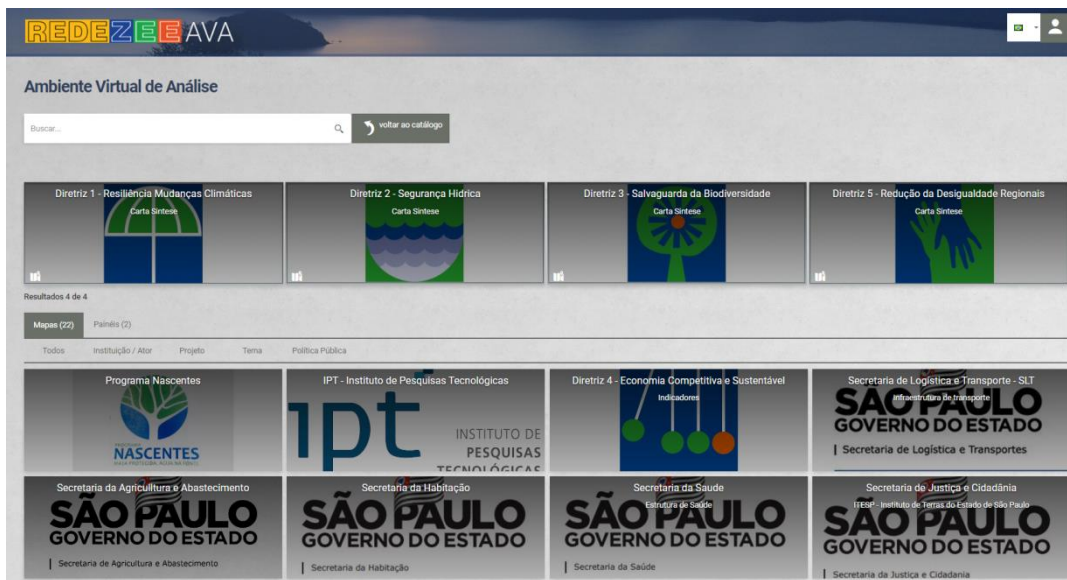 REDEZEE AVA
Ambiente Virtual de Análise
Buscar...
voltar ao catálogo
Diretriz 1 - Resiliência Mudanças Climáticas
Carta Sintese
Diretriz 2 - Segurança Hidrica
Carta Sintese
Diretriz 3 - Salvaguarda da Biodiversidade
Carta Sintese
Diretriz 5 - Redução da Desigualdade Regionais
Carta Sintese
Resultados 4 de 4
Mapas (22)
Painéis (2)
Todos
Instituição / Ator
Projeto
Tema
Política Pública
Programa Nascentes
NASCENTES
IPT - Instituto de Pesquisas Tecnológicas
ipt
INSTITUTO DE
PESQUISAS
TECNOLÓGICAS
Diretriz 4 - Economia Competitiva e Sustentável
Indicadores
Secretaria de Logística e Transporte - SLT
Infraestrutura de transporte
SÃO PAULO
GOVERNO DO ESTADO
Secretaria de Logística e Transportes
Secretaria da Agricultura e Abastecimento
SÃO PAULO
GOVERNO DO ESTADO
Secretaria de Agricultura e Abastecimento
Secretaria da Habitação
SÃO PAULO
GOVERNO DO ESTADO
Secretaria da Habitação
Secretaria da Saude
Estrutura de Saúde
SÃO PAULO
GOVERNO DO ESTADO
Secretaria da Saúde
Secretaria de Justiça e Cidadânia
ITESP - Instituto de Terras do Estado de São Paulo
SÃO PAULO
GOVERNO DO ESTADO
Secretaria da Justiça e Cidadania